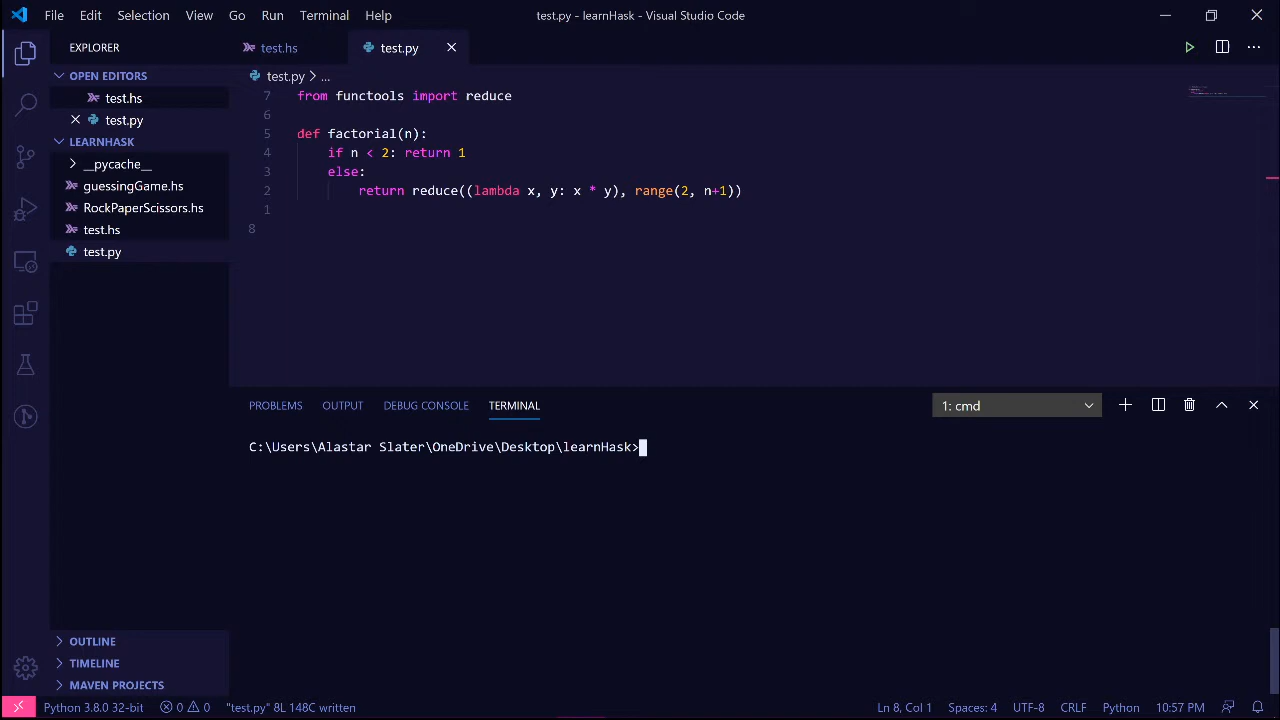 File Edit Selection View Go Run Terminal Help test.py - learnHask - Visual Studio Code
EXPLORER
OPEN EDITORS
test.hs
test.py
LEARNHASK
__pycache__
guessingGame.hs
RockPaperScissors.hs
test.hs
test.py
OUTLINE
TIMELINE
MAVEN PROJECTS
test.hs test.py
test.py > ...
7 from functools import reduce
6
5 def factorial(n):
4 if n < 2: return 1
3 else:
2 return reduce((lambda x, y: x * y), range(2, n+1))
1
8
PROBLEMS OUTPUT DEBUG CONSOLE TERMINAL 1: cmd
C:\Users\Alastar Slater\OneDrive\Desktop\learnHask>
Python 3.8.0 32-bit 0 0 "test.py" 8L 148C written Ln 8, Col 1 Spaces: 4 UTF-8 CRLF Python 10:57 PM